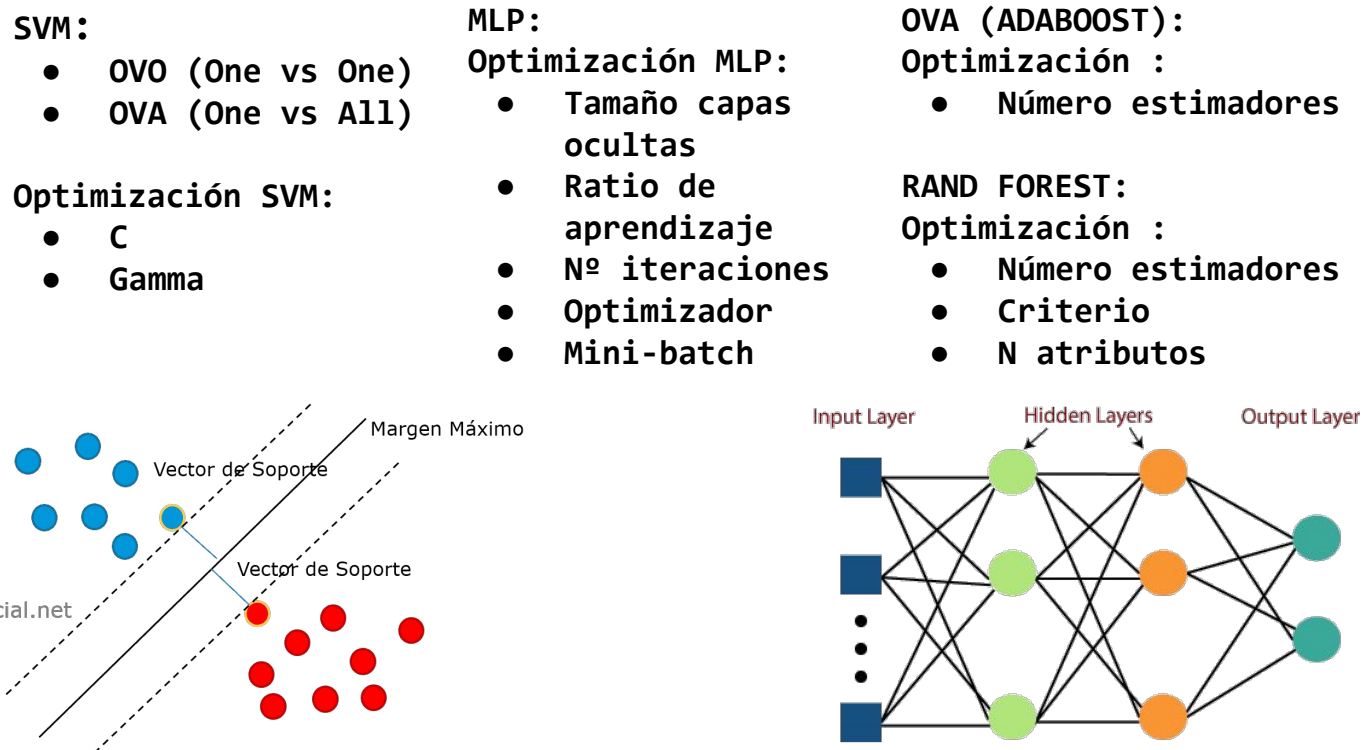 SVM:
● OVO (One vs One)
● OVA (One vs All)
Optimización SVM:
● C
● Gamma
MLP:
Optimización MLP:
● Tamaño capas
ocultas
● Ratio de
aprendizaje
● Nº iteraciones
● Optimizador
● Mini-batch
OVA (ADABOOST):
Optimización :
● Número estimadores
RAND FOREST:
Optimización :
● Número estimadores
● Criterio
● N atributos
Margen Máximo
Vector de Soporte
Vector de Soporte
cial.net
Input Layer
Hidden Layers
Output Layer